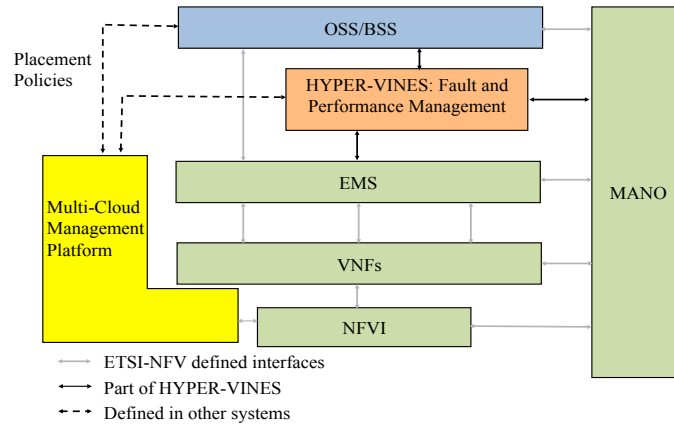 OSS/BSS
Placement
Policies
HYPER-VINES: Fault and
Performance Management
Multi-Cloud
Management
Platform
EMS
MANO
VNFs
NFVI
ETSI-NFV defined interfaces
Part of HYPER-VINES
Defined in other systems